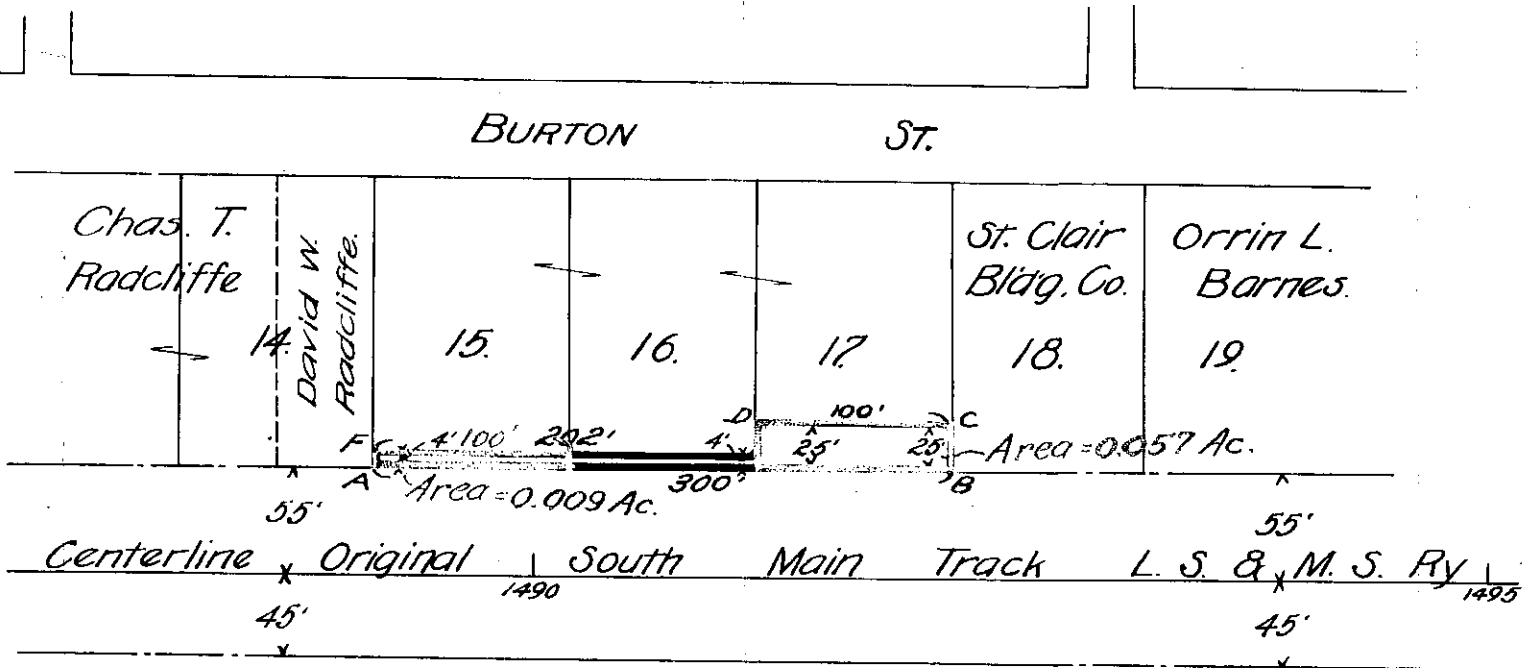 BURTON ST.
Chas. T.
Radcliffe
David W.
Radcliffe.
St. Clair
Bldg. Co.
Orrin L.
Barnes.
14.
15.
16.
17.
18.
19.
D 100' C
F 4' 100' 202' 4' 25' 25' Area = 0.057 Ac.
A Area = 0.009 Ac. 300' B
55' 55'
Centerline Original South Main Track L. S. & M. S. Ry
1490 1495
45' 45'